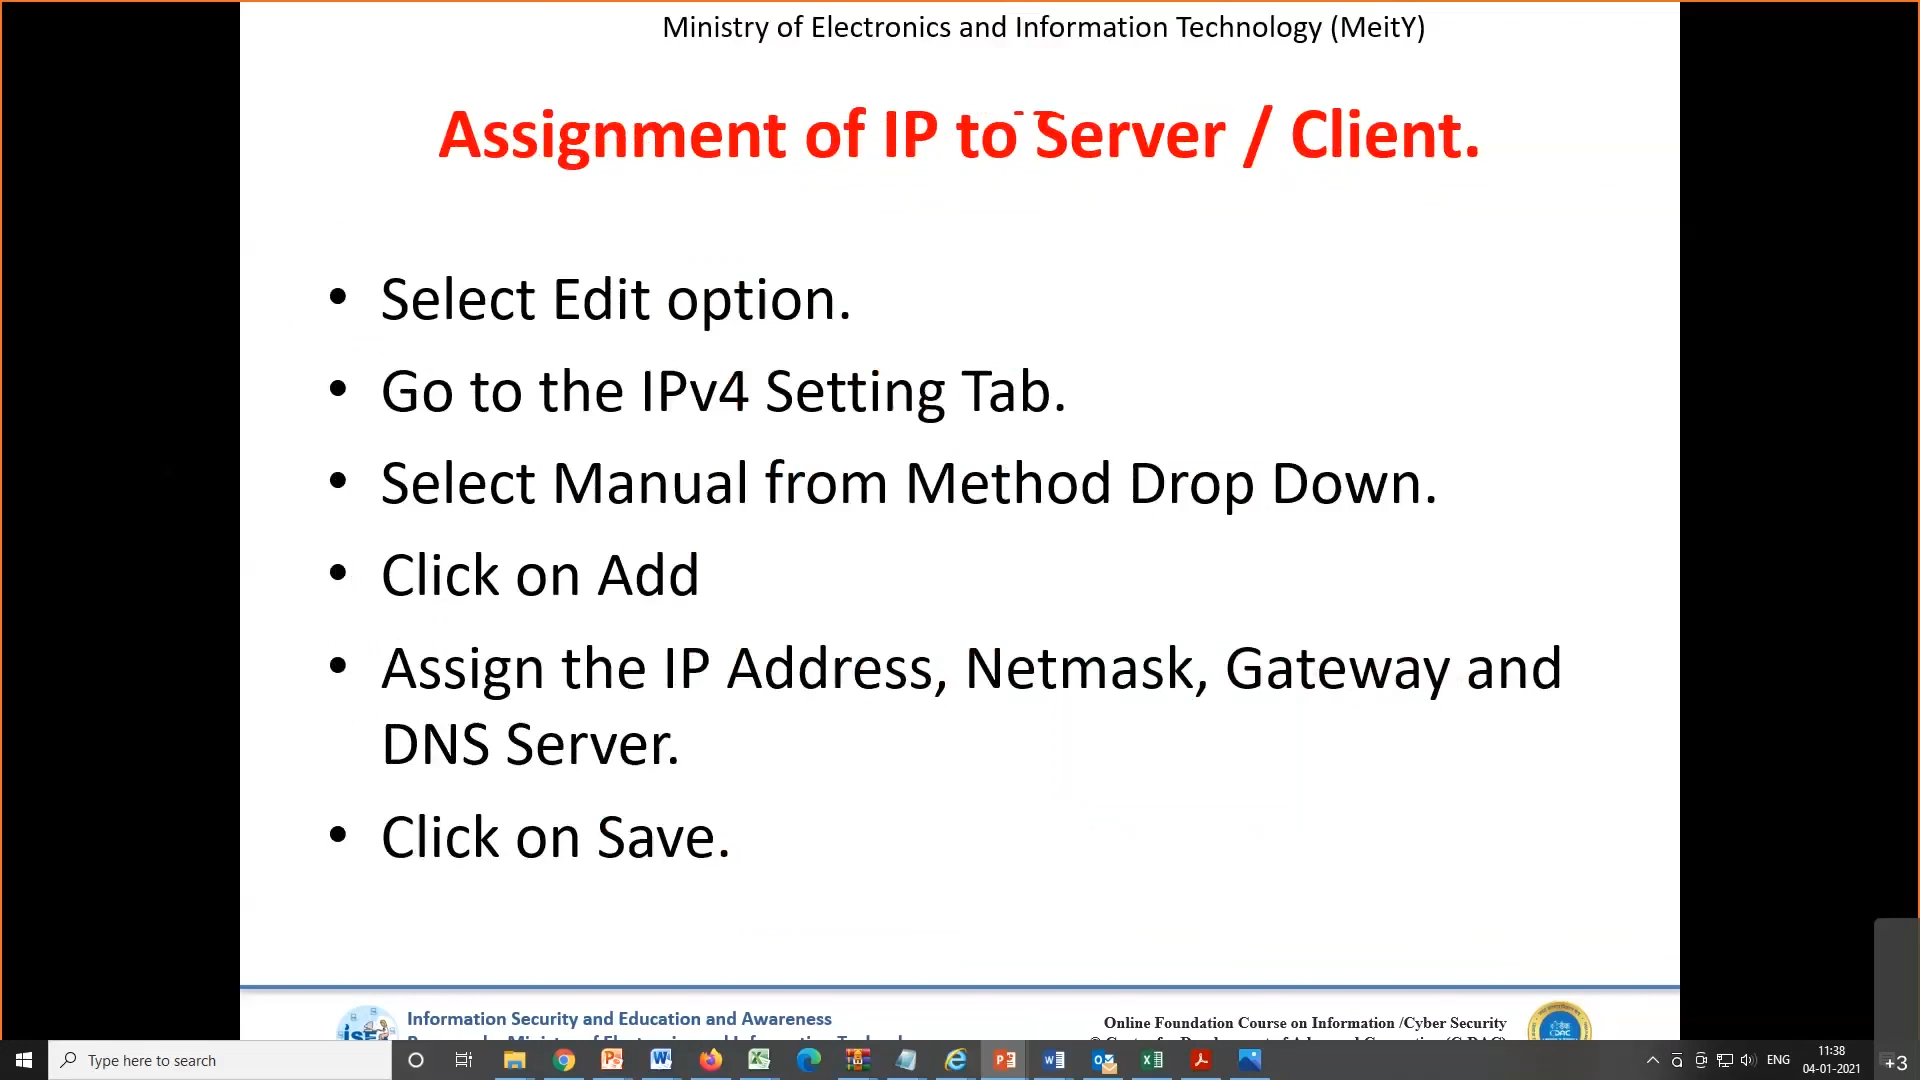 Ministry of Electronics and Information Technology (MeitY)
Assignment of IP to Server / Client.
• Select Edit option.
• Go to the IPv4 Setting Tab.
• Select Manual from Method Drop Down.
• Click on Add
• Assign the IP Address, Netmask, Gateway and
DNS Server.
• Click on Save.
Information Security and Education and Awareness
Online Foundation Course on Information /Cyber Security
Type here to search
ENG
11:38
04-01-2021
+3